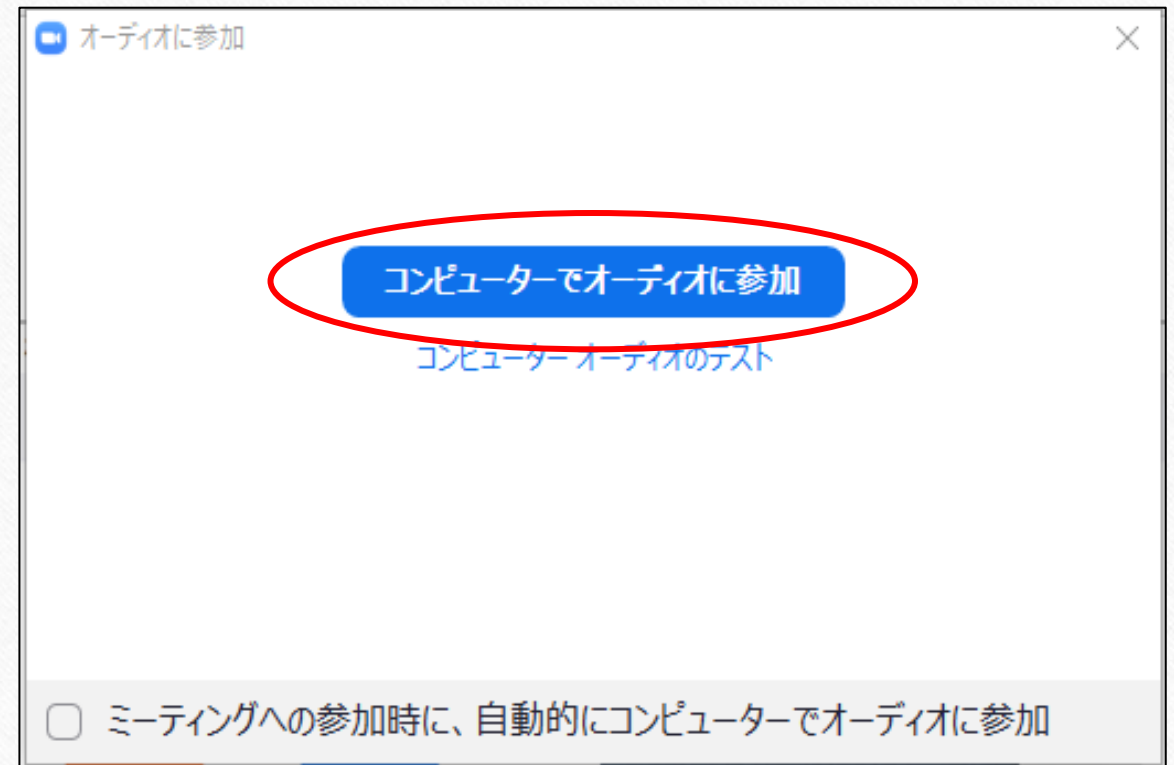 オーディオに参加
コンピューターでオーディオに参加
コンピューター オーディオのテスト
ミーティングへの参加時に、自動的にコンピューターでオーディオに参加